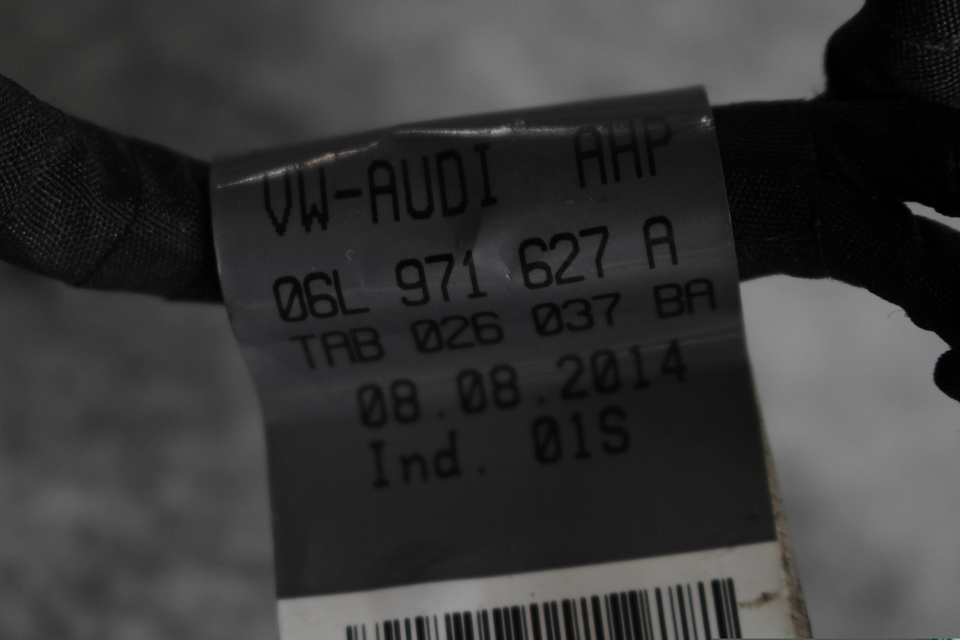 VW-AUDI AHP
06L 971 627 A
TAB 026 037 BA
08.08.2014
Ind. 01S